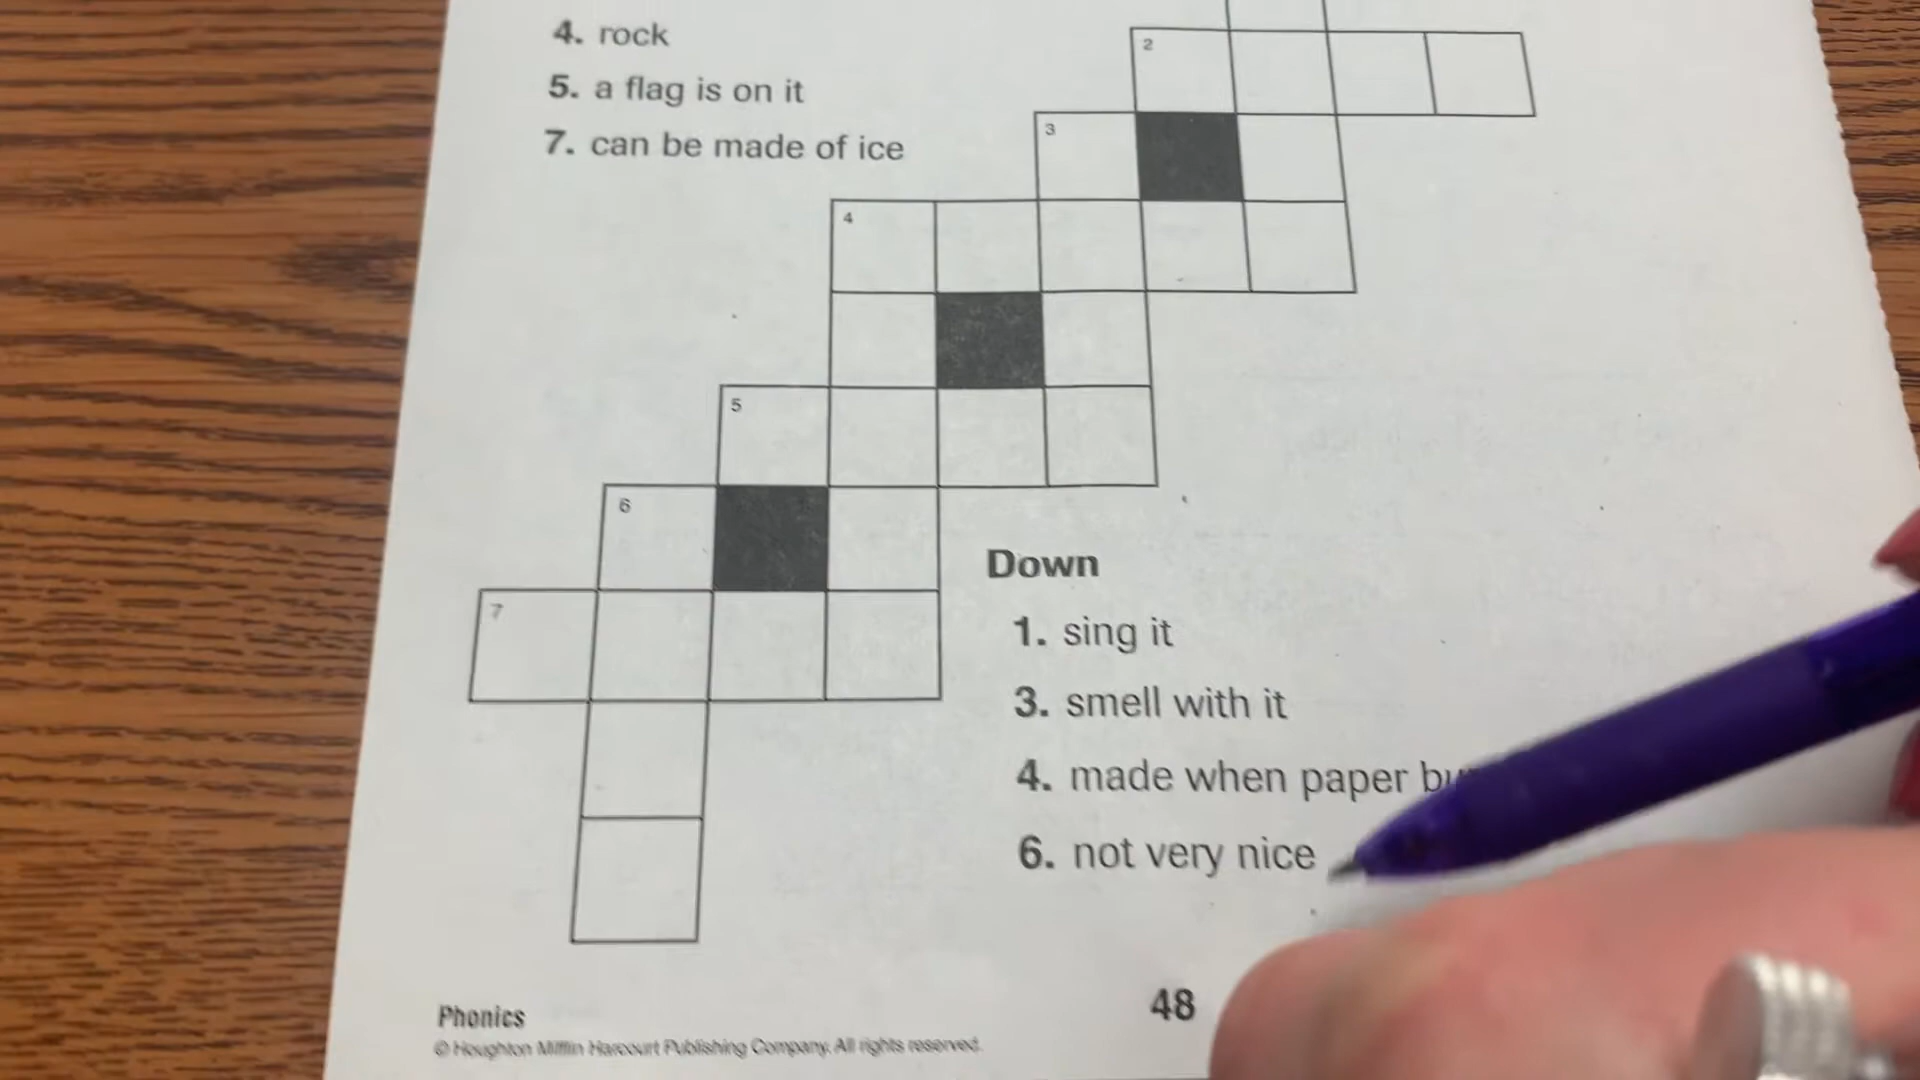 4. rock
5. a flag is on it
7. can be made of ice
2
3
4
5
6
7
Down
1. sing it
3. smell with it
4. made when paper
6. not very nice
Phonics
48
© Houghton Mifflin Harcourt Publishing Company. All rights reserved.